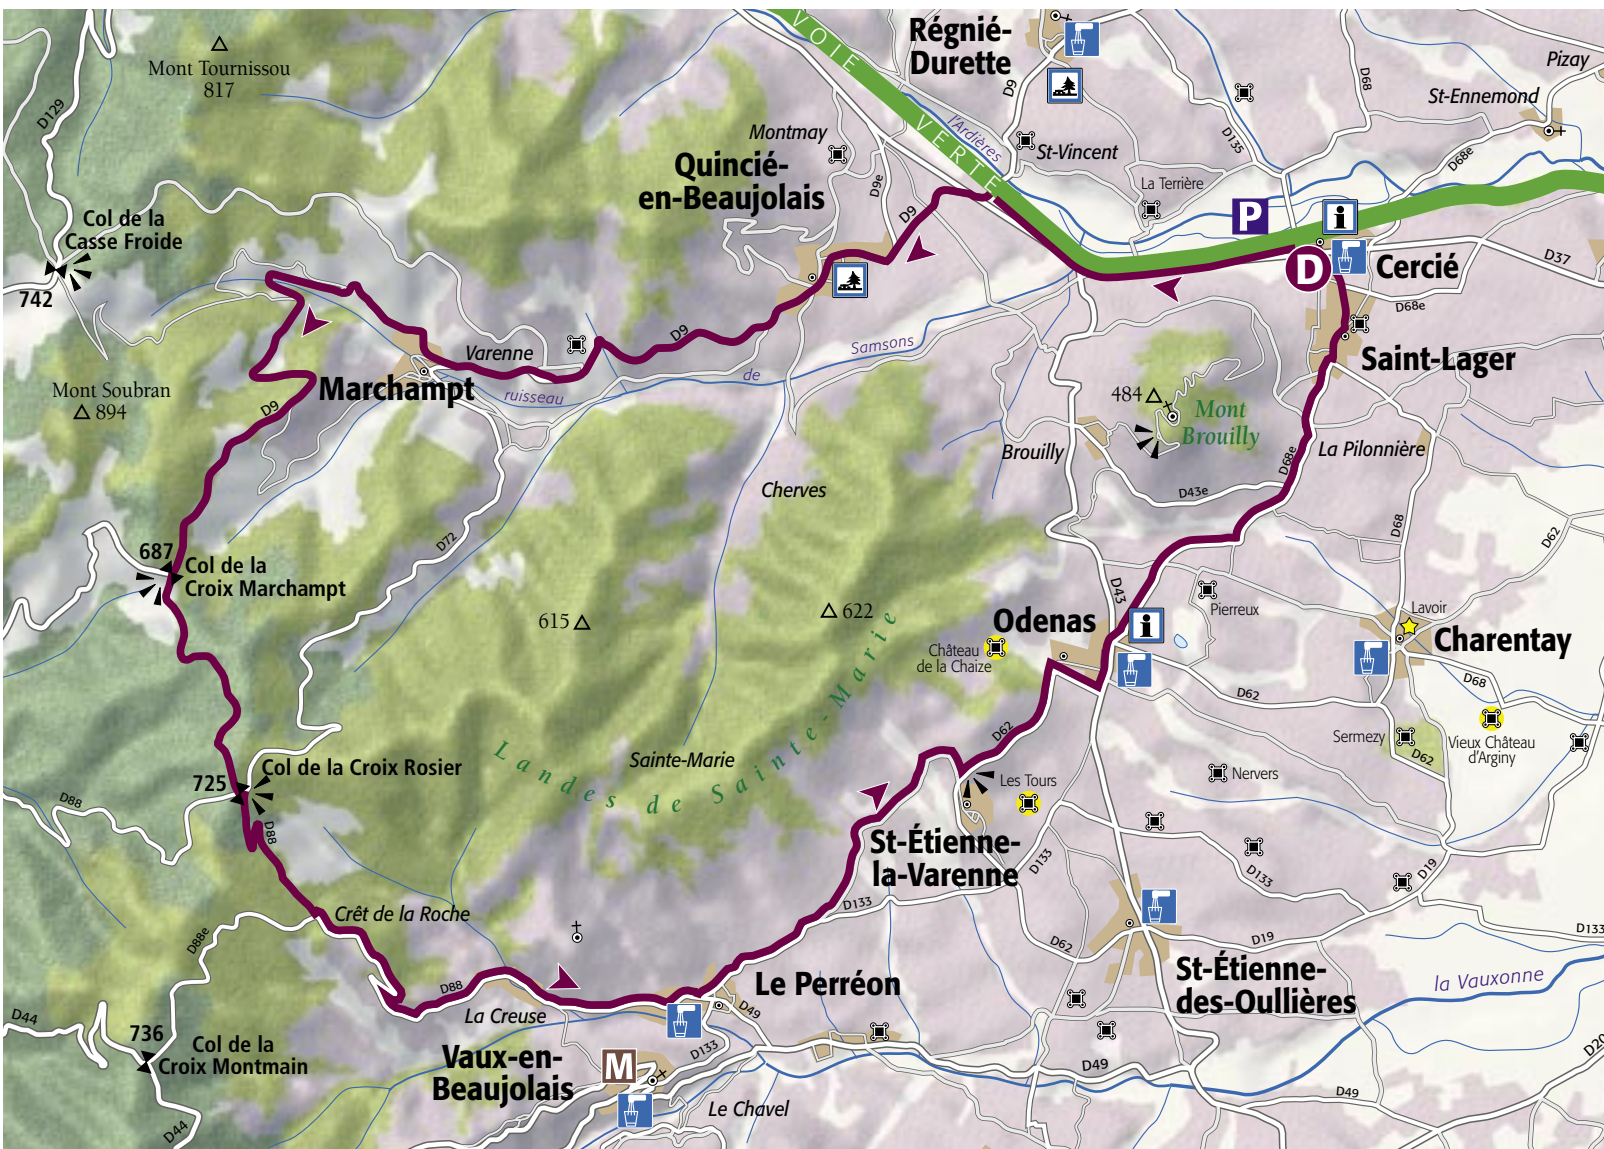 VOIE VERTE
Régnié-
Durette
Pizay
St-Ennemond
Mont Tournissou
817
D129
D9
D68
D135
D68e
l'Ardières
Montmay
St-Vincent
Quincié-
en-Beaujolais
D9e
La Terrière
P
i
Col de la
Casse Froide
742
D9
D
Cercié
D37
D68e
Samsons
de
ruisseau
D9
Varenne
Marchampt
Saint-Lager
Mont Soubran
894
D9
484
Mont
Brouilly
Brouilly
La Pilonnière
D68e
D43e
Cherves
D68
D62
D72
687
Col de la
Croix Marchampt
D43
Pierreux
Lavoir
615
622
Odenas
i
Charentay
Château
de la Chaize
D68
D62
Landes de Sainte-Marie
Sainte-Marie
D62
Sermezy
D62
Vieux Château
d'Arginy
Col de la Croix Rosier
725
D88
D88
Les Tours
Nervers
St-Étienne-
la-Varenne
D133
D133
D19
Crêt de la Roche
D133
D88e
D62
D19
D133
St-Étienne-
des-Oullières
la Vauxonne
Le Perréon
D88
La Creuse
D49
D44
736
Col de la
Croix Montmain
D133
Vaux-en-
Beaujolais
M
D49
D20
D49
Le Chavel
D44